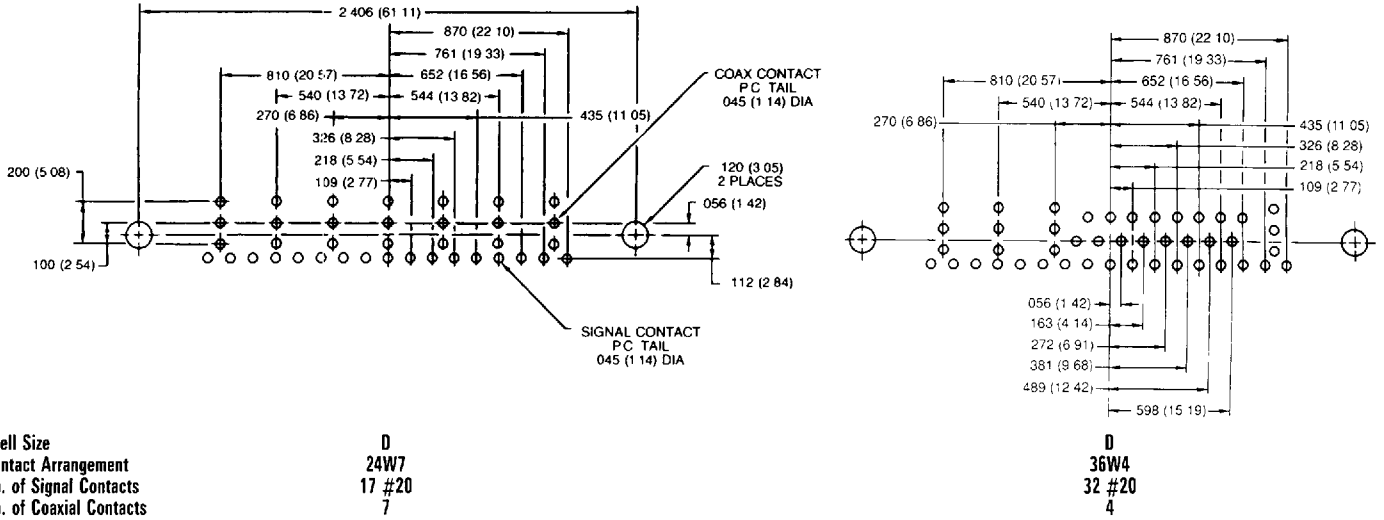 2 406 (61 11)
870 (22 10)
761 (19 33)
810 (20 57)
652 (16 56)
540 (13 72)
544 (13 82)
270 (6 86)
435 (11 05)
326 (8 28)
218 (5 54)
109 (2 77)
200 (5 08)
100 (2 54)
COAX CONTACT
PC TAIL
045 (1 14) DIA
120 (3 05)
2 PLACES
056 (1 42)
112 (2 84)
SIGNAL CONTACT
PC TAIL
045 (1 14) DIA
870 (22 10)
761 (19 33)
810 (20 57)
652 (16 56)
540 (13 72)
544 (13 82)
270 (6 86)
435 (11 05)
326 (8 28)
218 (5 54)
109 (2 77)
056 (1 42)
163 (4 14)
272 (6 91)
381 (9 68)
489 (12 42)
598 (15 19)
ell Size D D
ntact Arrangement 24W7 36W4
. of Signal Contacts 17 #20 32 #20
. of Coaxial Contacts 7 4